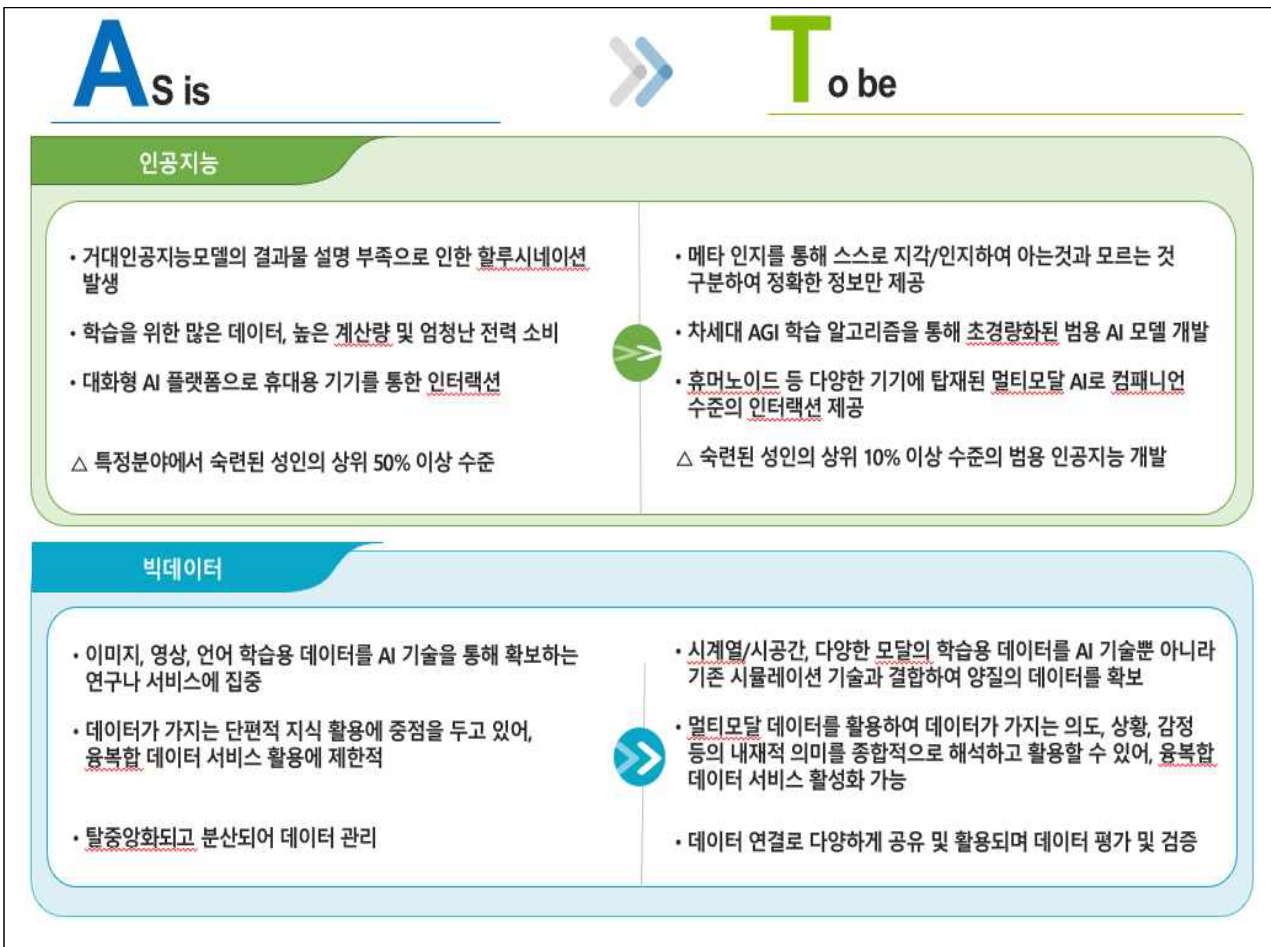 As is
To be
인공지능
• 거대인공지능모델의 결과물 설명 부족으로 인한 할루시네이션
발생
• 학습을 위한 많은 데이터, 높은 계산량 및 엄청난 전력 소비
• 대화형 AI 플랫폼으로 휴대용 기기를 통한 인터랙션
△ 특정분야에서 숙련된 성인의 상위 50% 이상 수준
• 메타 인지를 통해 스스로 지각/인지하여 아는것과 모르는 것
구분하여 정확한 정보만 제공
• 차세대 AGI 학습 알고리즘을 통해 초경량화된 범용 AI 모델 개발
• 휴머노이드 등 다양한 기기에 탑재된 멀티모달 AI로 컴패니언
수준의 인터랙션 제공
△ 숙련된 성인의 상위 10% 이상 수준의 범용 인공지능 개발
빅데이터
• 이미지, 영상, 언어 학습용 데이터를 AI 기술을 통해 확보하는
연구나 서비스에 집중
• 데이터가 가지는 단편적 지식 활용에 중점을 두고 있어,
융복합 데이터 서비스 활용에 제한적
• 탈중앙화되고 분산되어 데이터 관리
• 시계열/시공간, 다양한 모달의 학습용 데이터를 AI 기술뿐 아니라
기존 시뮬레이션 기술과 결합하여 양질의 데이터를 확보
• 멀티모달 데이터를 활용하여 데이터가 가지는 의도, 상황, 감정
등의 내재적 의미를 종합적으로 해석하고 활용할 수 있어, 융복합
데이터 서비스 활성화 가능
• 데이터 연결로 다양하게 공유 및 활용되며 데이터 평가 및 검증